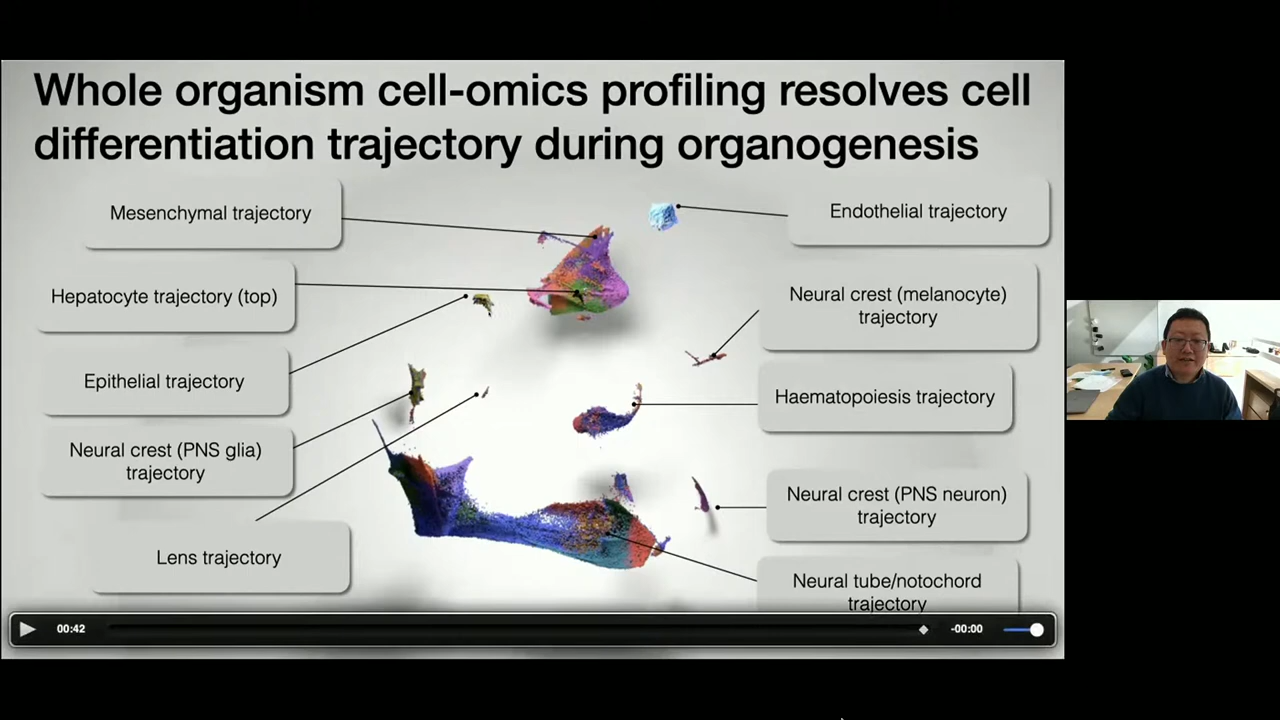 Whole organism cell-omics profiling resolves cell
differentiation trajectory during organogenesis
Mesenchymal trajectory
Hepatocyte trajectory (top)
Epithelial trajectory
Neural crest (PNS glia)
trajectory
Lens trajectory
Endothelial trajectory
Neural crest (melanocyte)
trajectory
Haematopoiesis trajectory
Neural crest (PNS neuron)
trajectory
Neural tube/notochord
trajectory
00:42
-00:00